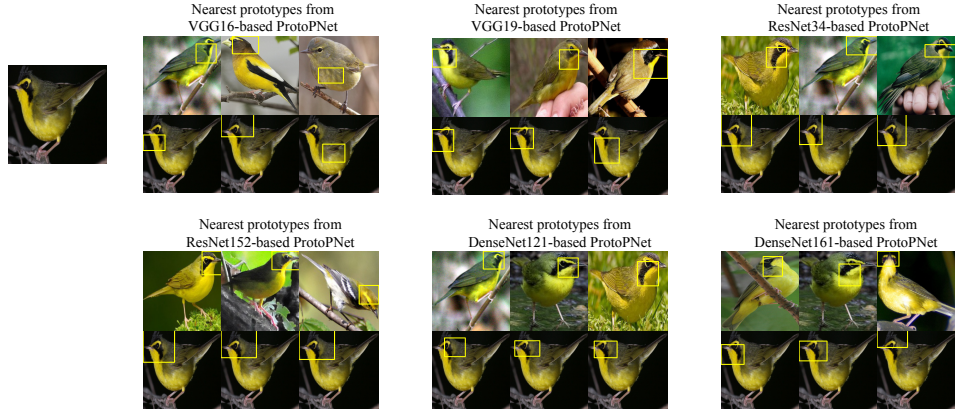 Nearest prototypes from
VGG16-based ProtoPNet
Nearest prototypes from
VGG19-based ProtoPNet
Nearest prototypes from
ResNet34-based ProtoPNet
Nearest prototypes from
ResNet152-based ProtoPNet
Nearest prototypes from
DenseNet121-based ProtoPNet
Nearest prototypes from
DenseNet161-based ProtoPNet